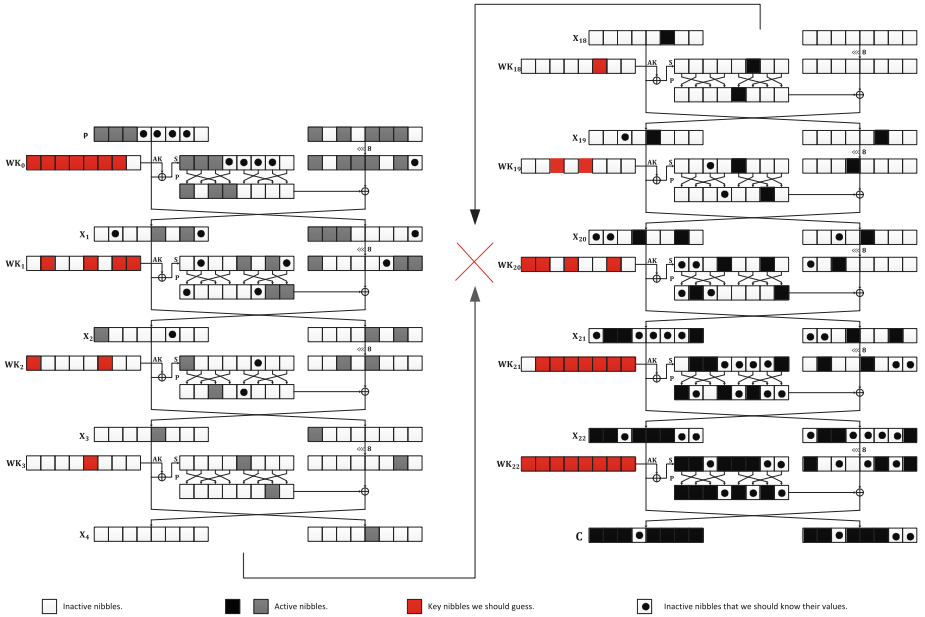 P
<<< 8
WK0
AK
S
P
X1
<<< 8
WK1
AK
S
P
X2
<<< 8
WK2
AK
S
P
X3
<<< 8
WK3
AK
S
P
X4
X18
<<< 8
WK18
AK
S
P
X19
<<< 8
WK19
AK
S
P
X20
<<< 8
WK20
AK
S
P
X21
<<< 8
WK21
AK
S
P
X22
<<< 8
WK22
AK
S
P
C
Inactive nibbles.
Active nibbles.
Key nibbles we should guess.
Inactive nibbles that we should know their values.